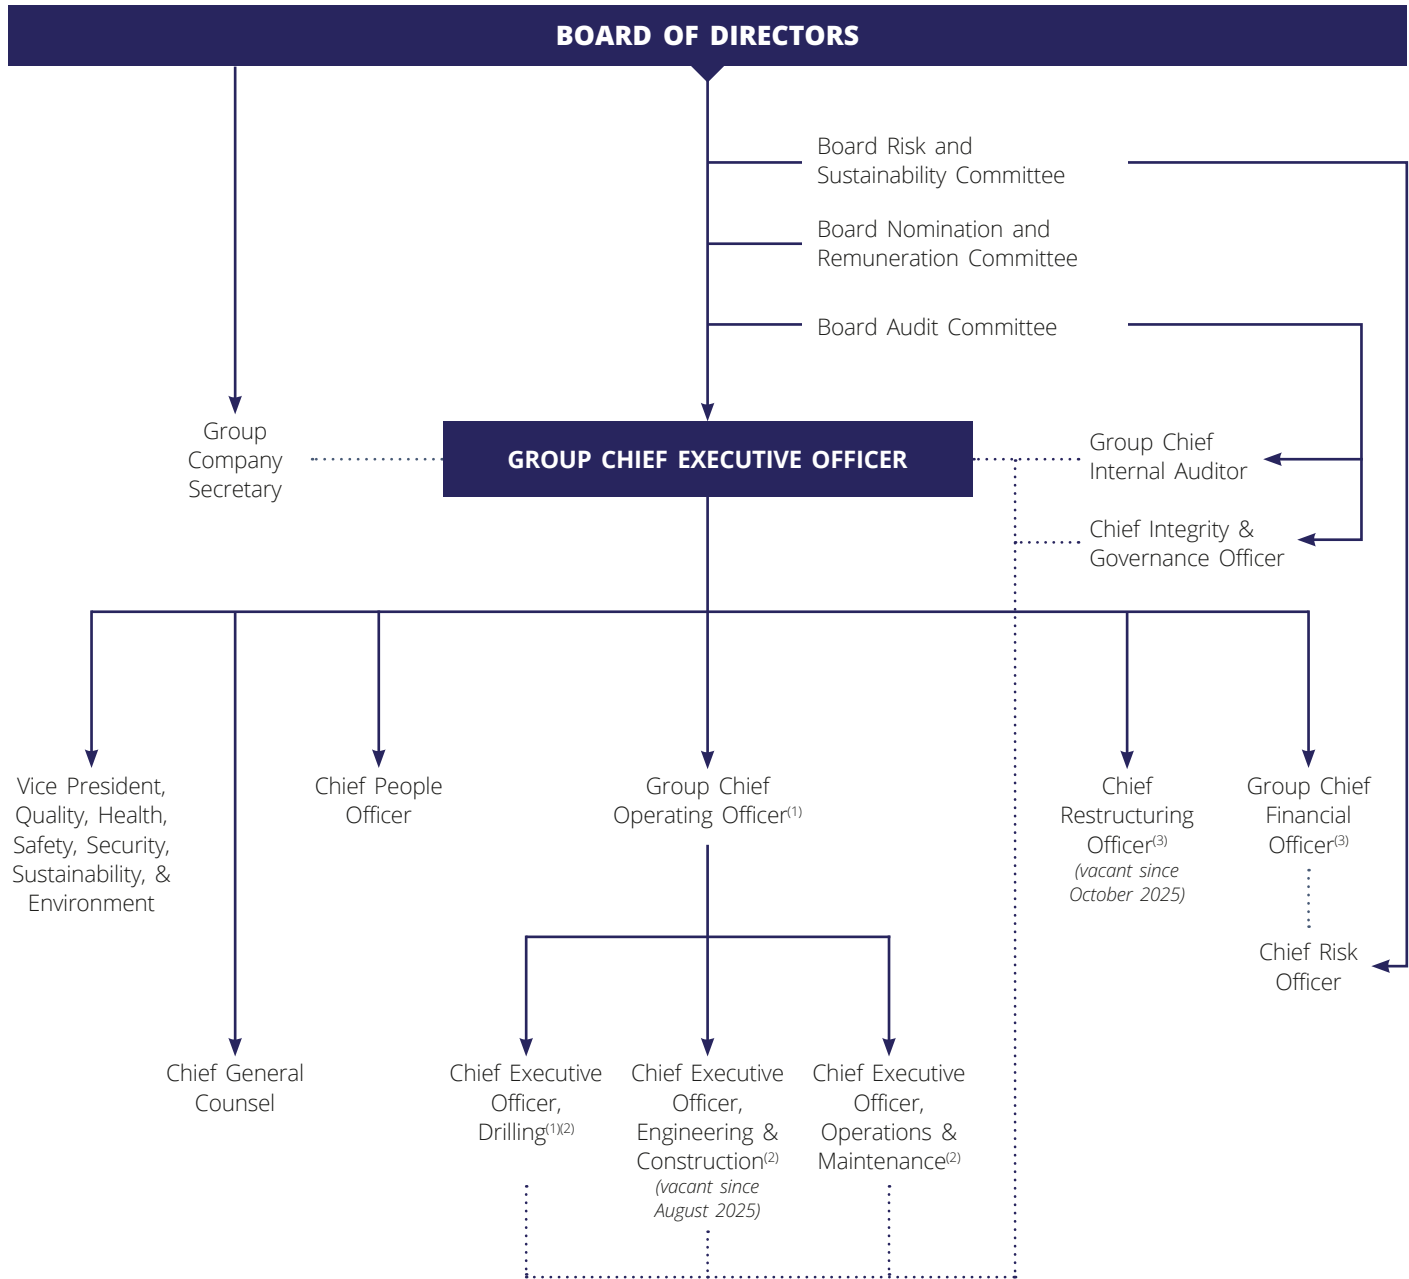 BOARD OF DIRECTORS
Board Risk and
Sustainability Committee
Board Nomination and
Remuneration Committee
Board Audit Committee
Group
Company
Secretary
GROUP CHIEF EXECUTIVE OFFICER
Group Chief
Internal Auditor
Chief Integrity &
Governance Officer
Vice President,
Quality, Health,
Safety, Security,
Sustainability, &
Environment
Chief People
Officer
Group Chief
Operating Officer(1)
Chief
Restructuring
Officer(3)
(vacant since
October 2025)
Group Chief
Financial
Officer(3)
Chief Risk
Officer
Chief General
Counsel
Chief Executive
Officer,
Drilling(1)(2)
Chief Executive
Officer,
Engineering &
Construction(2)
(vacant since
August 2025)
Chief Executive
Officer,
Operations &
Maintenance(2)